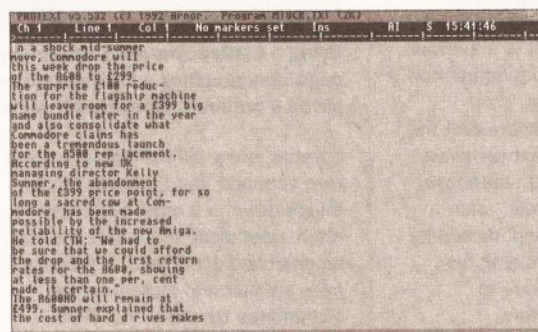 PROTEXT v5.532 (c) 1992 Arnor. Program MTOCR.TXT (2K)
Ch 1 Line 1 Col 1 No markers set Ins AI S 15:41:46
In a shock mid-summer
move, Commodore wiII
this week drop the price
of the A600 to £299_
The surprise £100 reduc-
tion for the flagship machine
will leave room for a £399 big
name bundle later in the year
and also consolidate what
Commodore claims has
been a tremendous launch
for the A500 rep lacement.
According to new UK
managing director Kelly
Sumner, the abandonment
of the £399 price point, for so
long a sacred cow at Com-
modore, has been made
possible by the increased
reliability of the new Amiga.
He told CTW: "We had to
be sure that we could afford
the drop and the first return
rates for the A600, showing
at less than one per, cent
made it certain."
The A600HD will remain at
£499. Sumner explained that
the cost of hard d rives makes